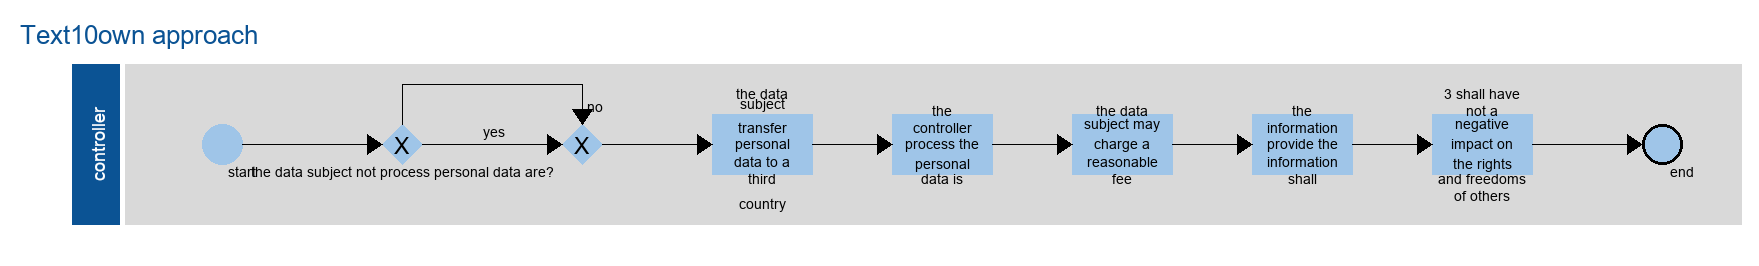 Text10own approach
controller
start
the data subject not process personal data are?
yes
no
the data
subject
transfer
personal
data to a
third
country
the
controller
process the
personal
data is
the data
subject may
charge a
reasonable
fee
the
information
provide the
information
shall
3 shall have
not a
negative
impact on
the rights
and freedoms
of others
end
X
X